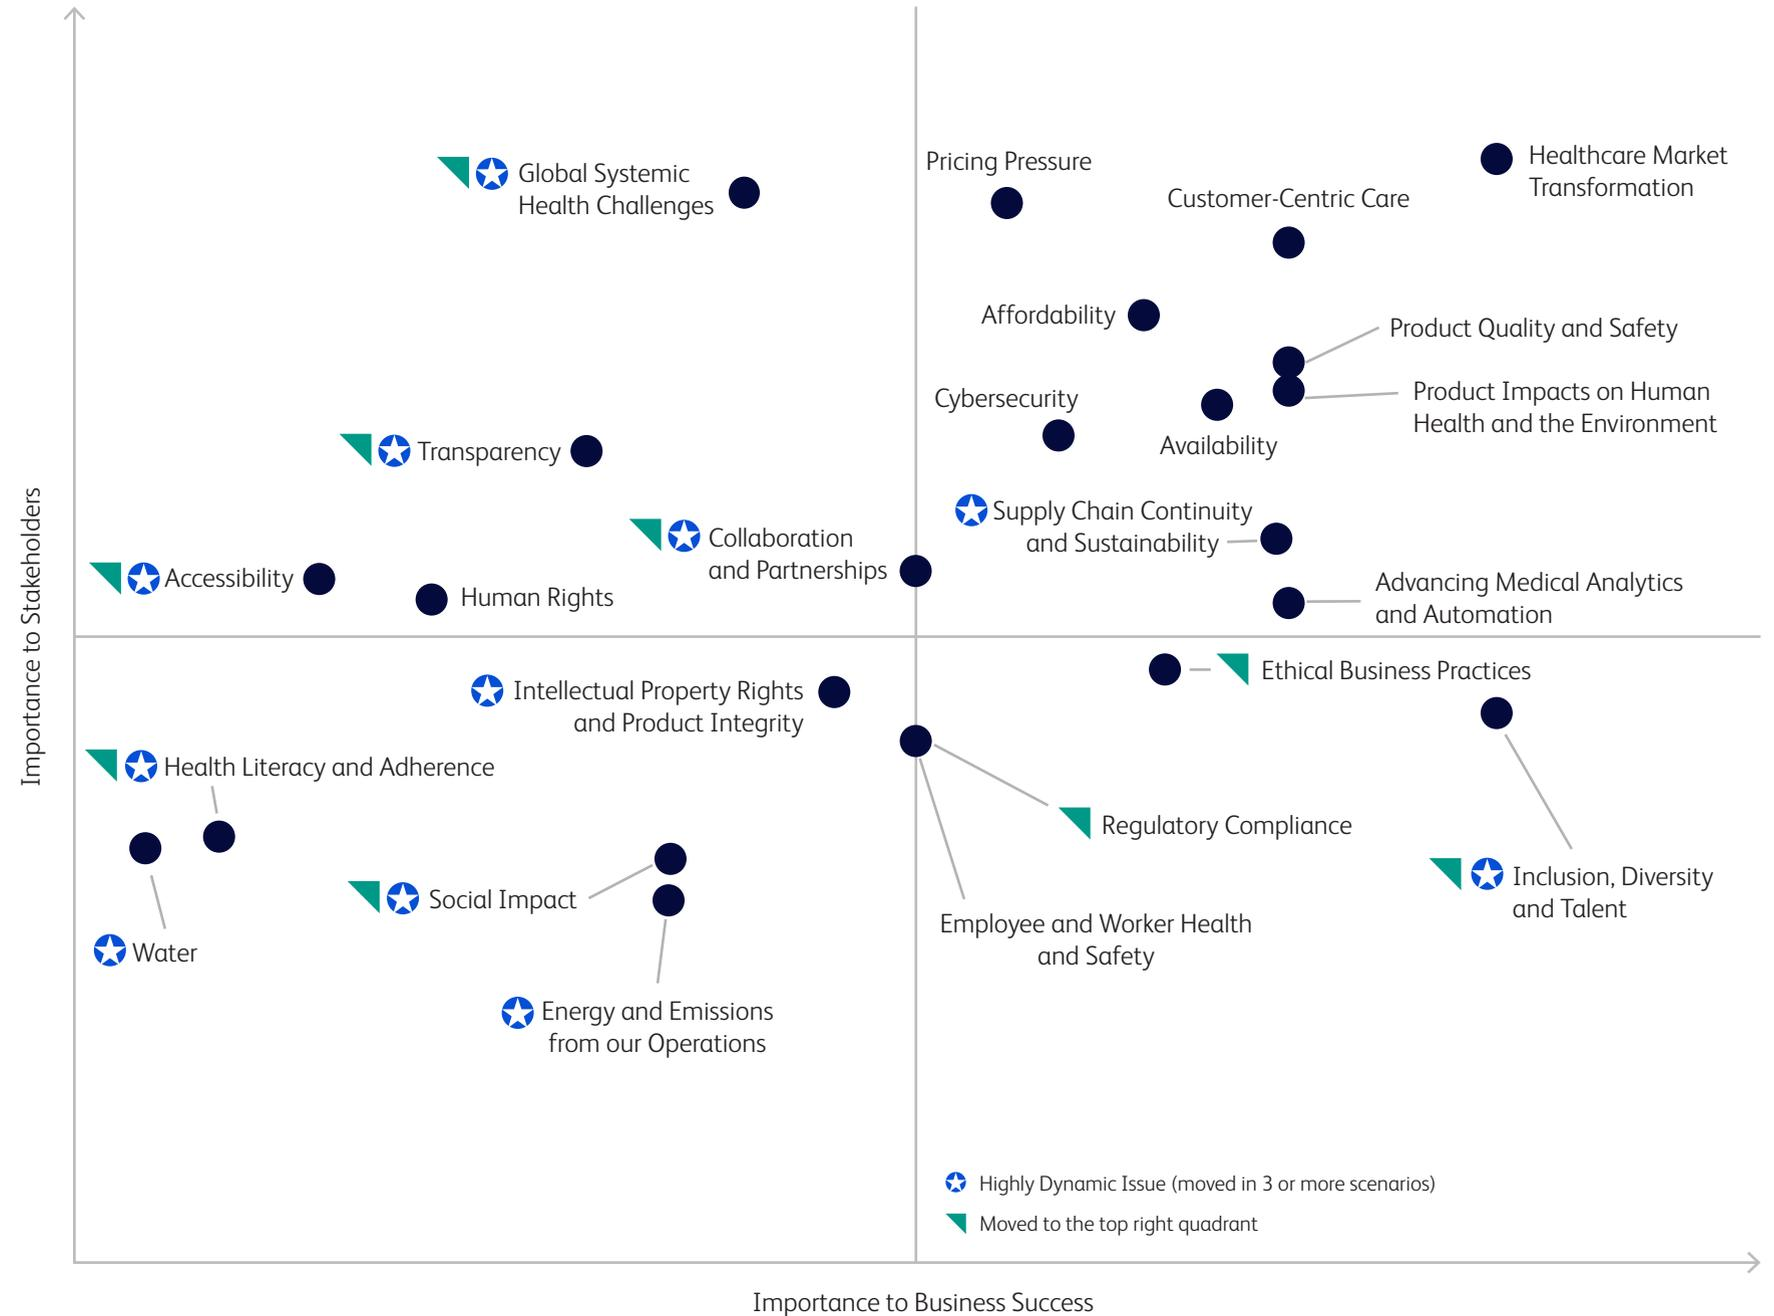 Pricing Pressure
Healthcare Market
Transformation
Global Systemic
Health Challenges
Customer-Centric Care
Affordability
Product Quality and Safety
Cybersecurity
Product Impacts on Human
Health and the Environment
Availability
Transparency
Supply Chain Continuity
and Sustainability
Collaboration
and Partnerships
Accessibility
Human Rights
Advancing Medical Analytics
and Automation
Importance to Stakeholders
Ethical Business Practices
Intellectual Property Rights
and Product Integrity
Health Literacy and Adherence
Regulatory Compliance
Inclusion, Diversity
and Talent
Social Impact
Employee and Worker Health
and Safety
Water
Energy and Emissions
from our Operations
Highly Dynamic Issue (moved in 3 or more scenarios)
Moved to the top right quadrant
Importance to Business Success